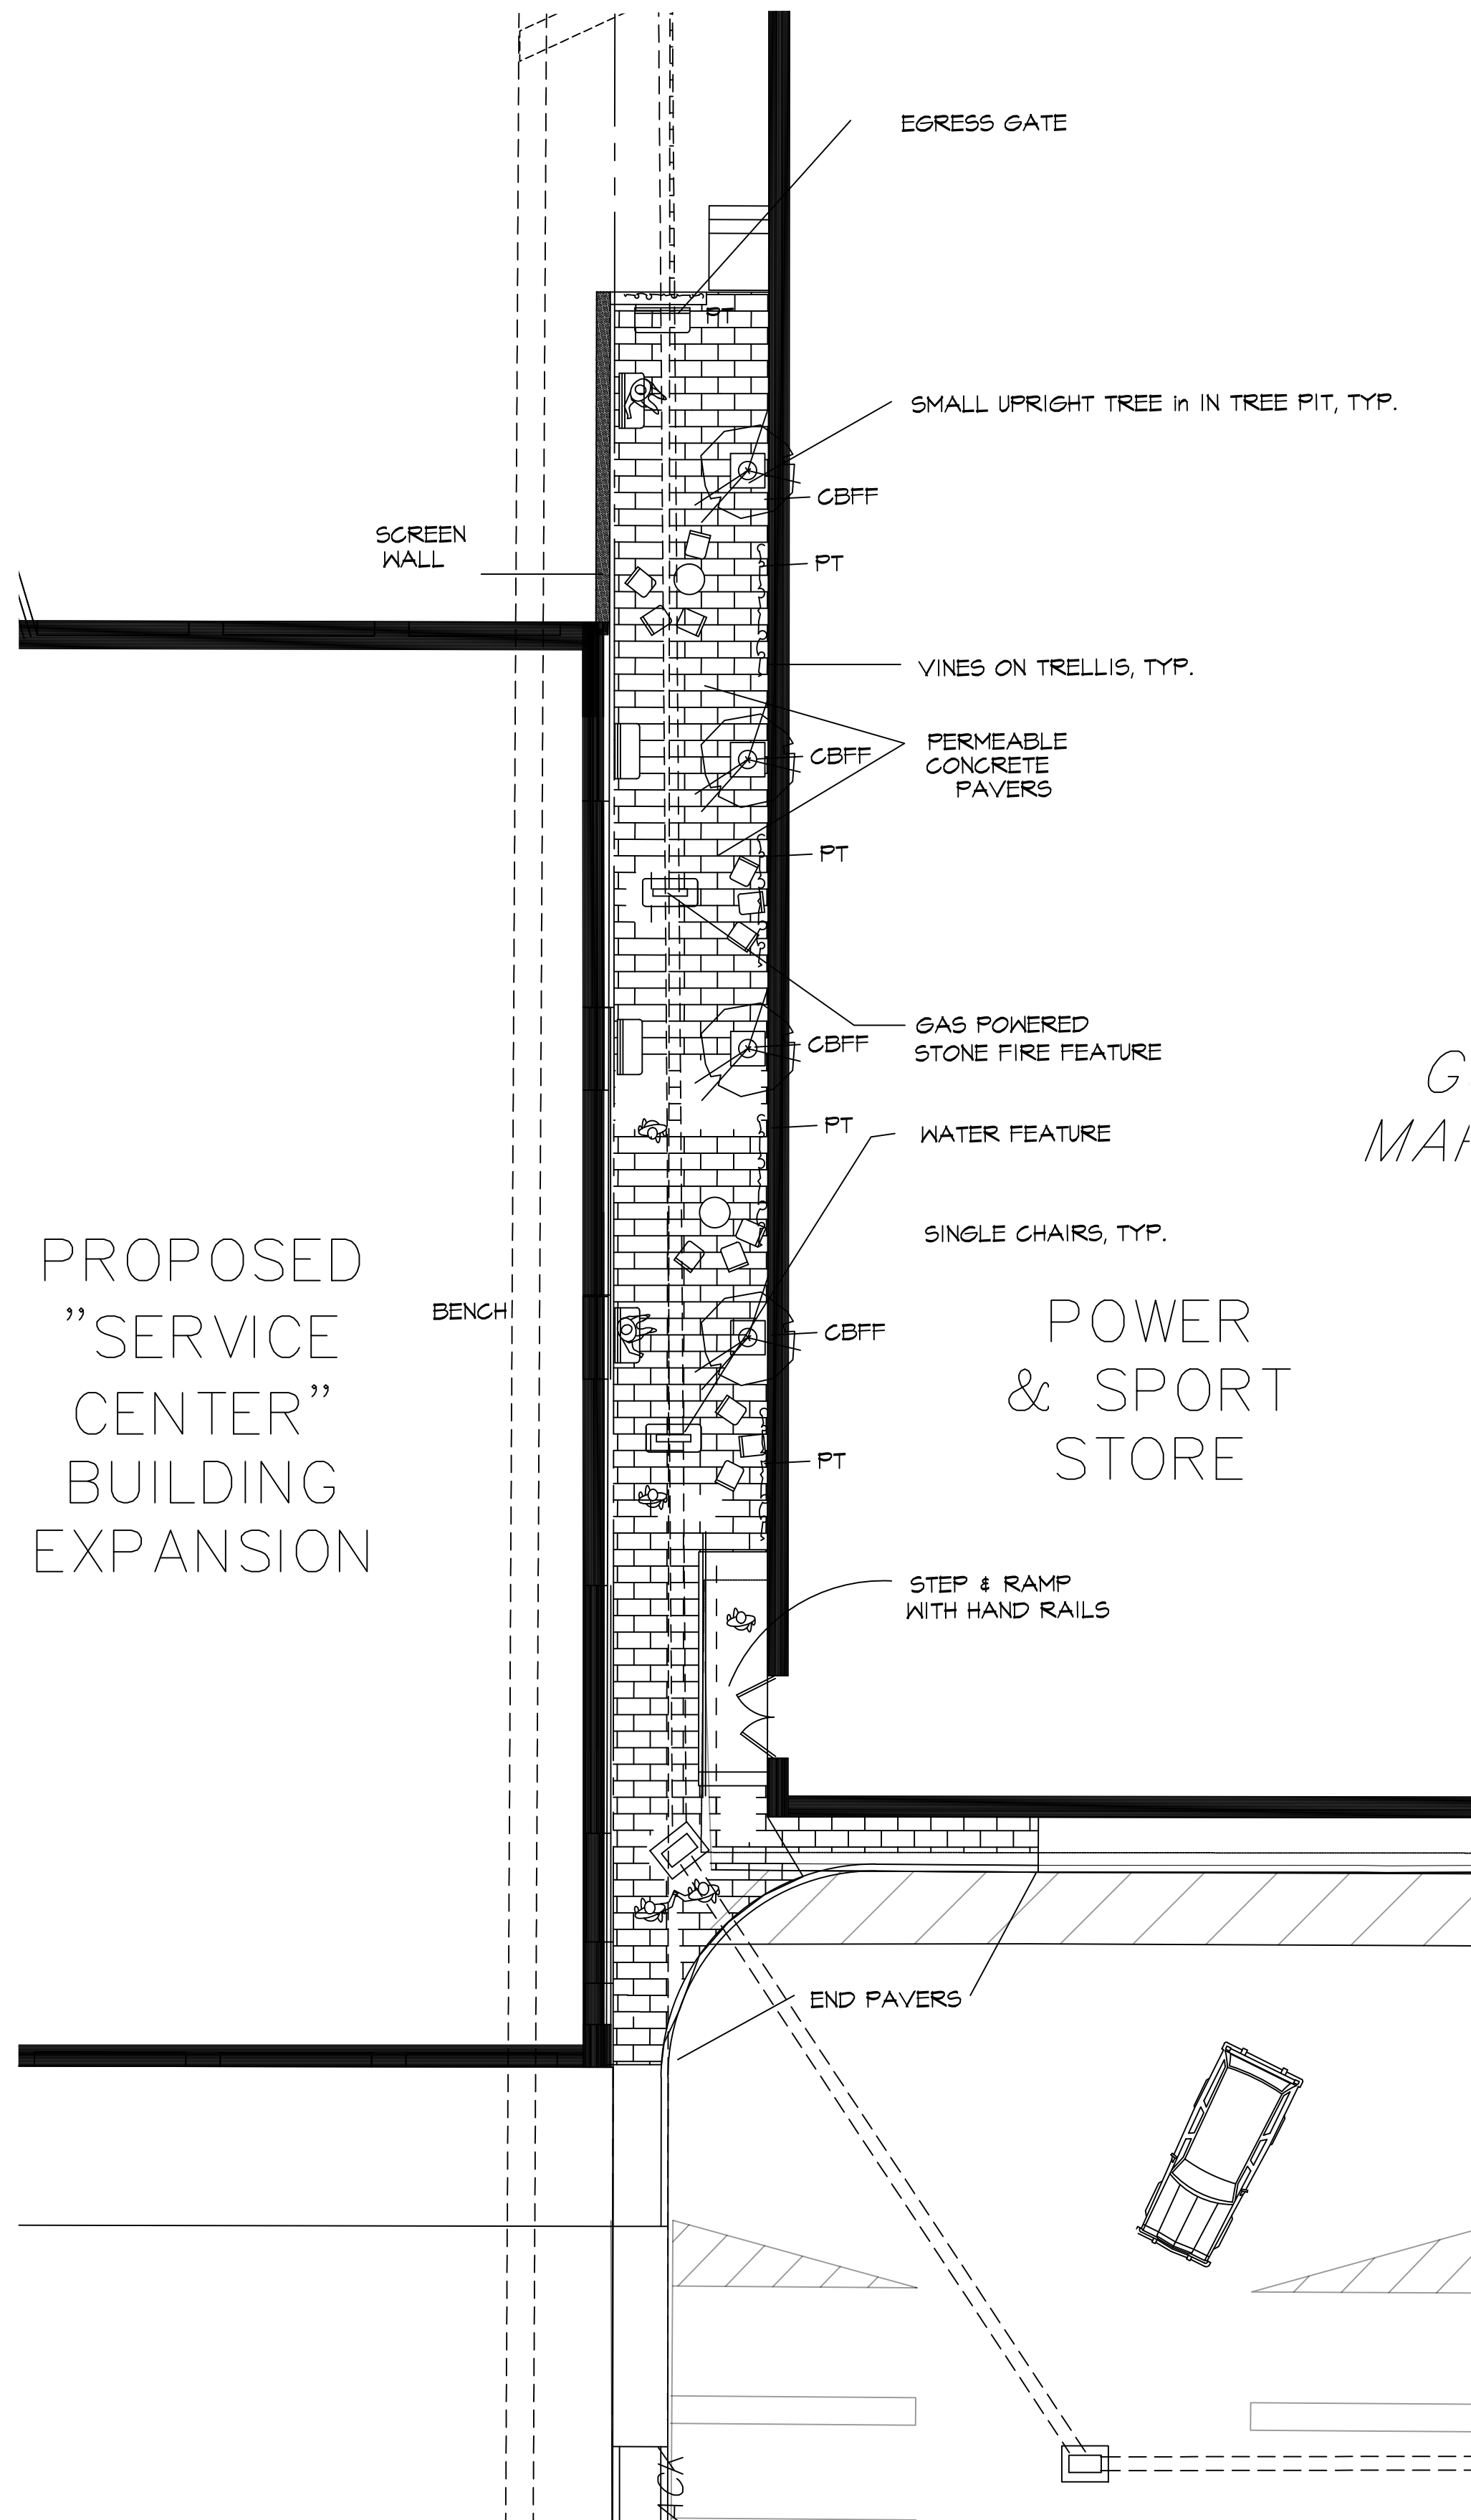 EGRESS GATE
PT
SMALL UPRIGHT TREE in IN TREE PIT, TYP.
CBFF
SCREEN
WALL
PT
VINES ON TRELLIS, TYP.
CBFF
PERMEABLE
CONCRETE
PAVERS
PT
GAS POWERED
STONE FIRE FEATURE
CBFF
G
PT
WATER FEATURE
SINGLE CHAIRS, TYP.
PROPOSED
"SERVICE
CENTER"
BUILDING
EXPANSION
BENCH
CBFF
POWER
& SPORT
STORE
PT
STEP & RAMP
WITH HAND RAILS
END PAVERS